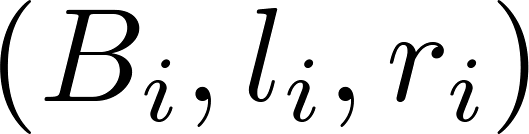 (B_i, l_i, r_i)